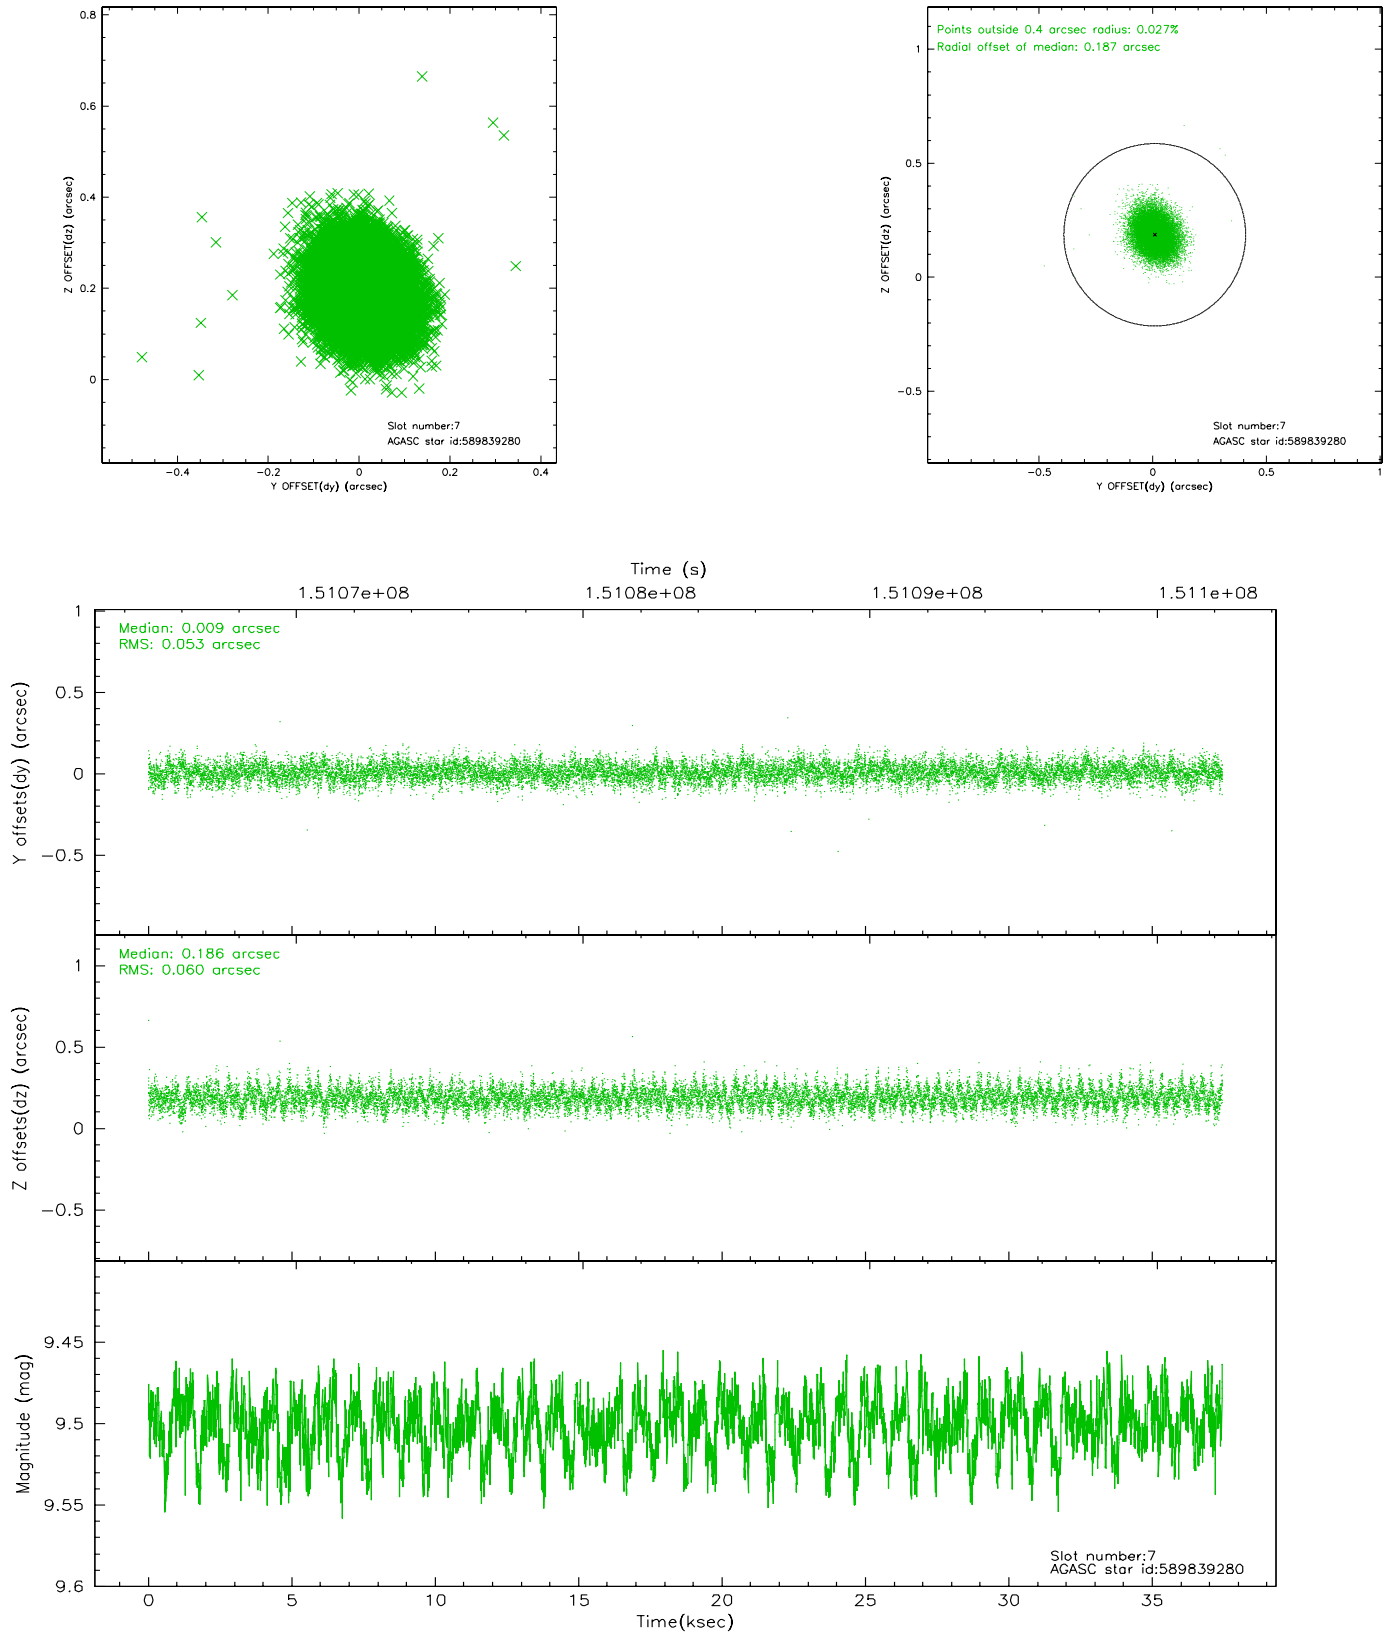 0.8
0.6
0.4
0.2
0
Z OFFSET(dz) (arcsec)
Slot number:7
AGASC star id:589839280
−0.4 −0.2 0 0.2 0.4
Y OFFSET(dy) (arcsec)
Points outside 0.4 arcsec radius: 0.027%
Radial offset of median: 0.187 arcsec
1
0.5
0
−0.5
Z OFFSET(dz) (arcsec)
Slot number:7
AGASC star id:589839280
−0.5 0 0.5 1
Y OFFSET(dy) (arcsec)
Time (s)
1.5107e+08 1.5108e+08 1.5109e+08 1.511e+08
Median: 0.009 arcsec
RMS: 0.053 arcsec
1
0.5
0
−0.5
Y offsets(dy) (arcsec)
Median: 0.186 arcsec
RMS: 0.060 arcsec
1
0.5
0
−0.5
Z offsets(dz) (arcsec)
9.45
9.5
9.55
9.6
Magnitude (mag)
Slot number:7
AGASC star id:589839280
0 5 10 15 20 25 30 35
Time(ksec)